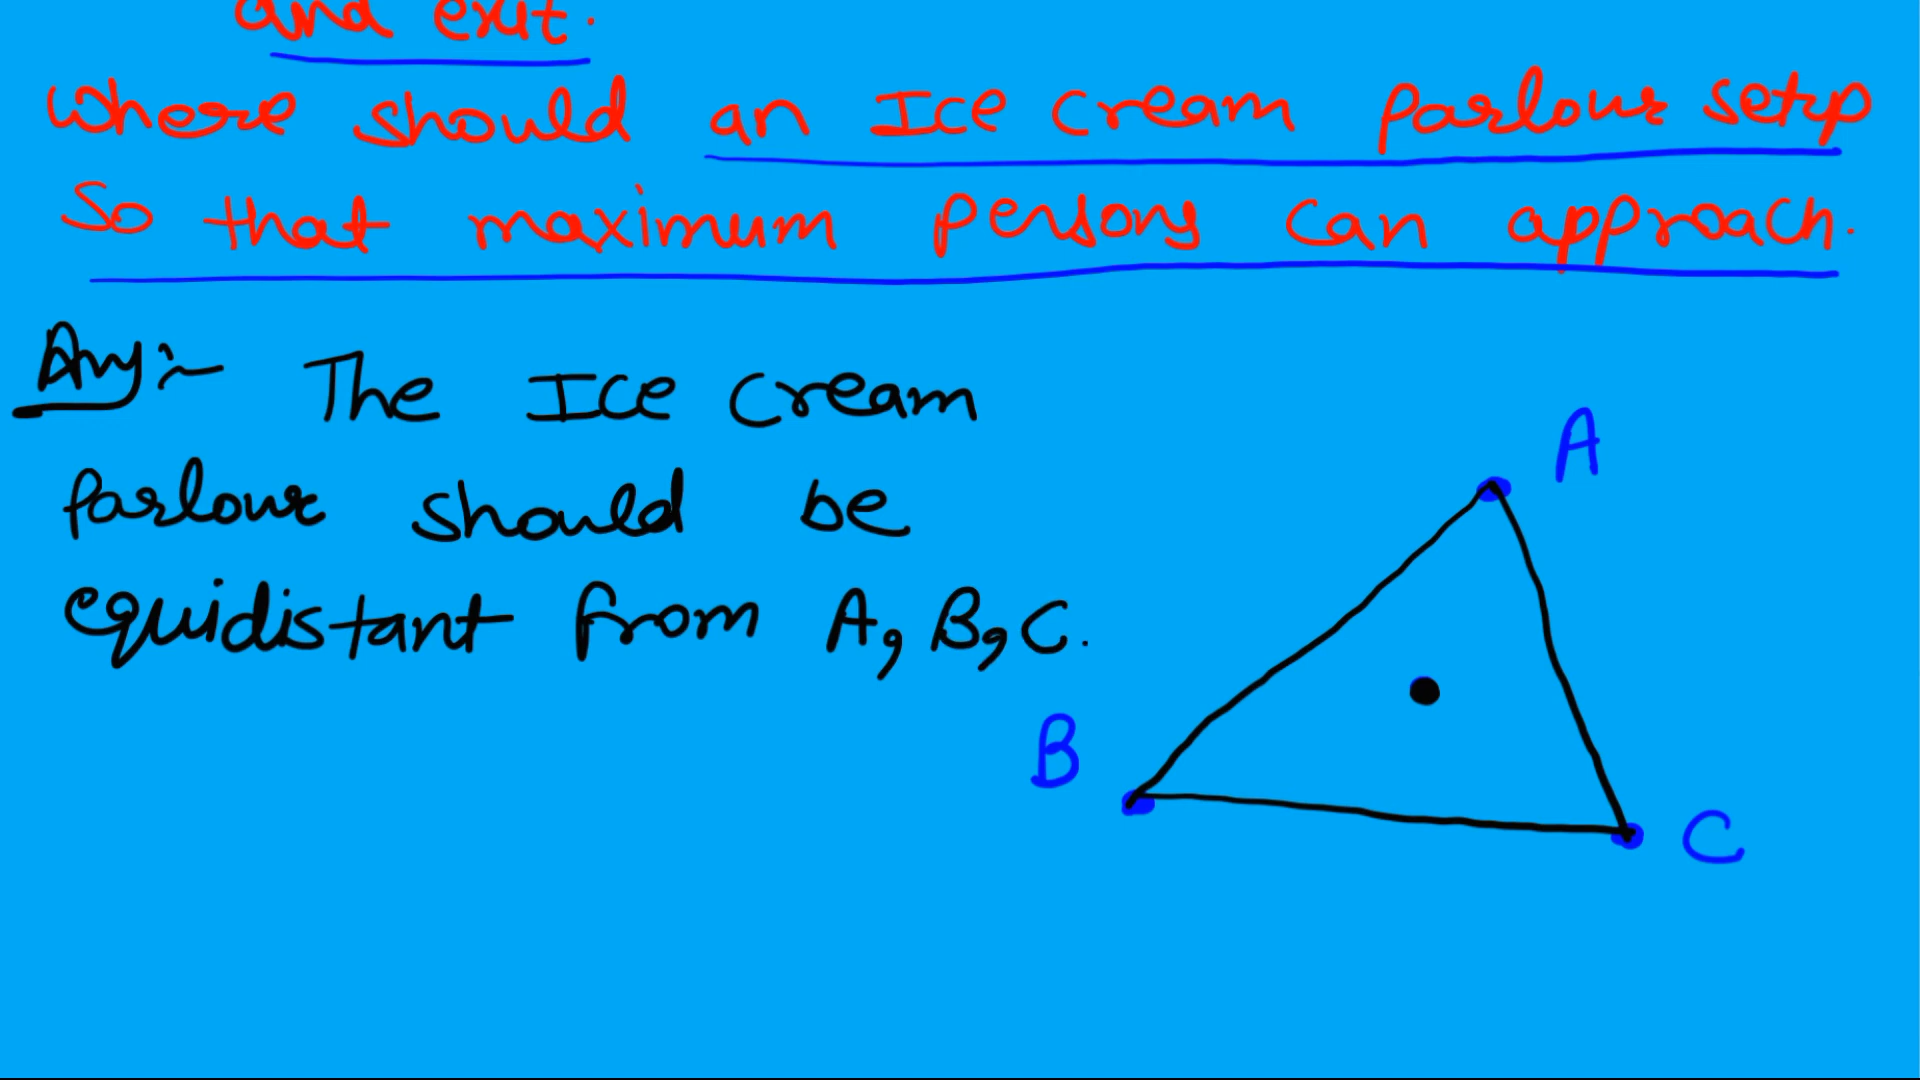 and exit.
where should an Ice cream parlour setup
So that maximum persons can approach.
Ans:- The Ice cream
parlour should be
equidistant from A, B, C.
A
B
C